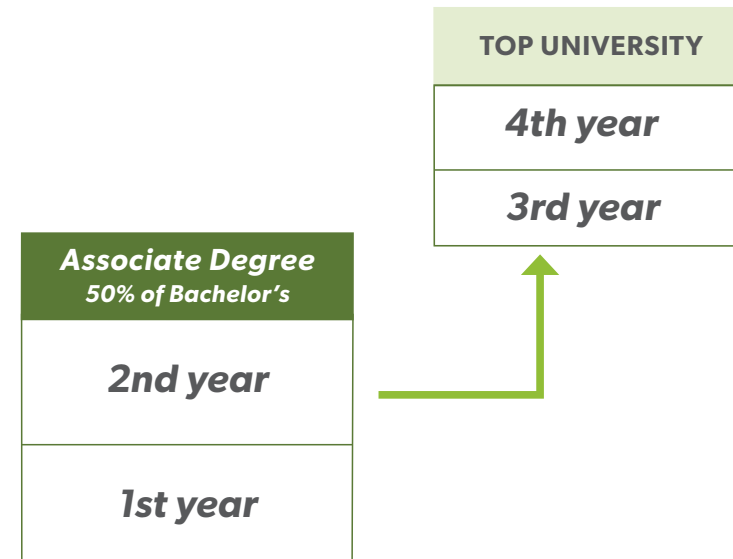 TOP UNIVERSITY
4th year
3rd year
Associate Degree
50% of Bachelor's
2nd year
1st year